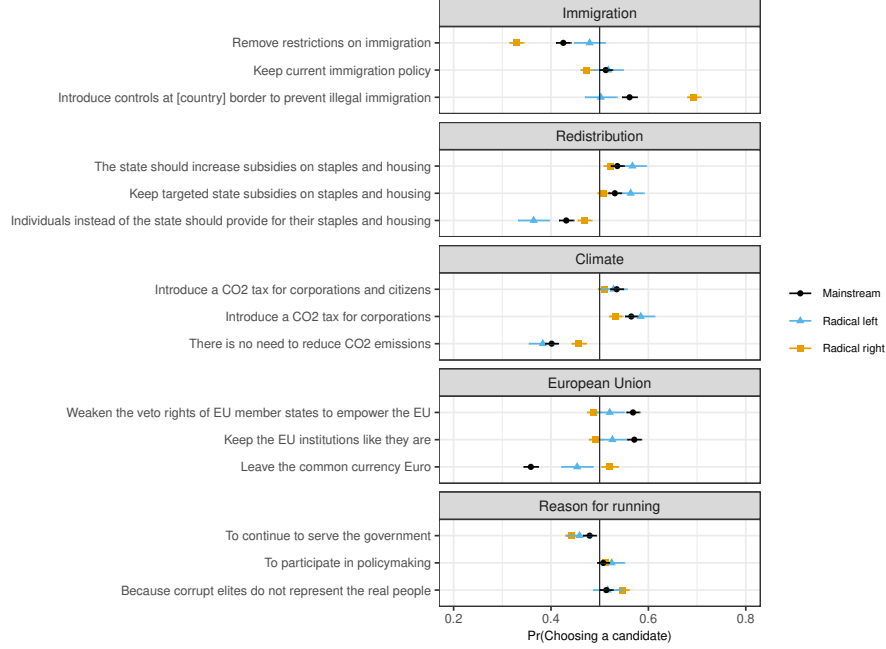 Immigration
Remove restrictions on immigration
Keep current immigration policy
Introduce controls at [country] border to prevent illegal immigration
Redistribution
The state should increase subsidies on staples and housing
Keep targeted state subsidies on staples and housing
Individuals instead of the state should provide for their staples and housing
Climate
Introduce a CO2 tax for corporations and citizens
Introduce a CO2 tax for corporations
There is no need to reduce CO2 emissions
European Union
Weaken the veto rights of EU member states to empower the EU
Keep the EU institutions like they are
Leave the common currency Euro
Reason for running
To continue to serve the government
To participate in policymaking
Because corrupt elites do not represent the real people
0.2 0.4 0.6 0.8
Pr(Choosing a candidate)
Mainstream
Radical left
Radical right